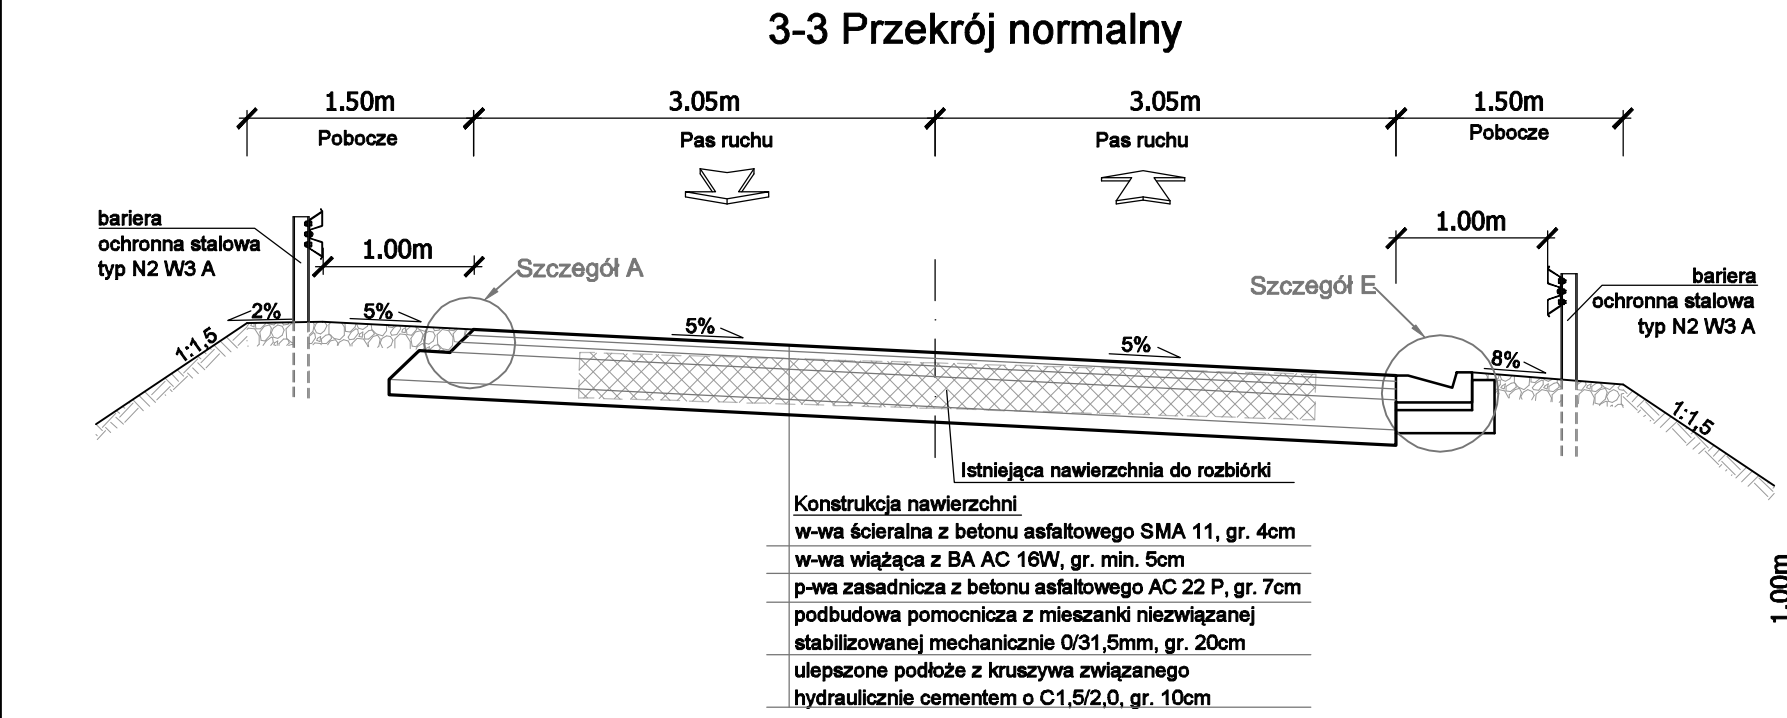 3-3 Przekrój normalny
1.50m
3.05m
3.05m
1.50m
Pobocze
Pas ruchu
Pas ruchu
Pobocze
bariera
ochronna stalowa
typ N2 W3 A
1.00m
1.00m
Szczegół A
Szczegół E
bariera
ochronna stalowa
typ N2 W3 A
1:1,5
2%
5%
5%
5%
8%
1:1,5
Istniejąca nawierzchnia do rozbiórki
Konstrukcja nawierzchni
w-wa ścieralna z betonu asfaltowego SMA 11, gr. 4cm
w-wa wiążąca z BA AC 16W, gr. min. 5cm
p-wa zasadnicza z betonu asfaltowego AC 22 P, gr. 7cm
podbudowa pomocnicza z mieszanki niezwiązanej
stabilizowanej mechanicznie 0/31,5mm, gr. 20cm
ulepszone podłoże z kruszywa związanego
hydraulicznie cementem o C1,5/2,0, gr. 10cm
1.00m